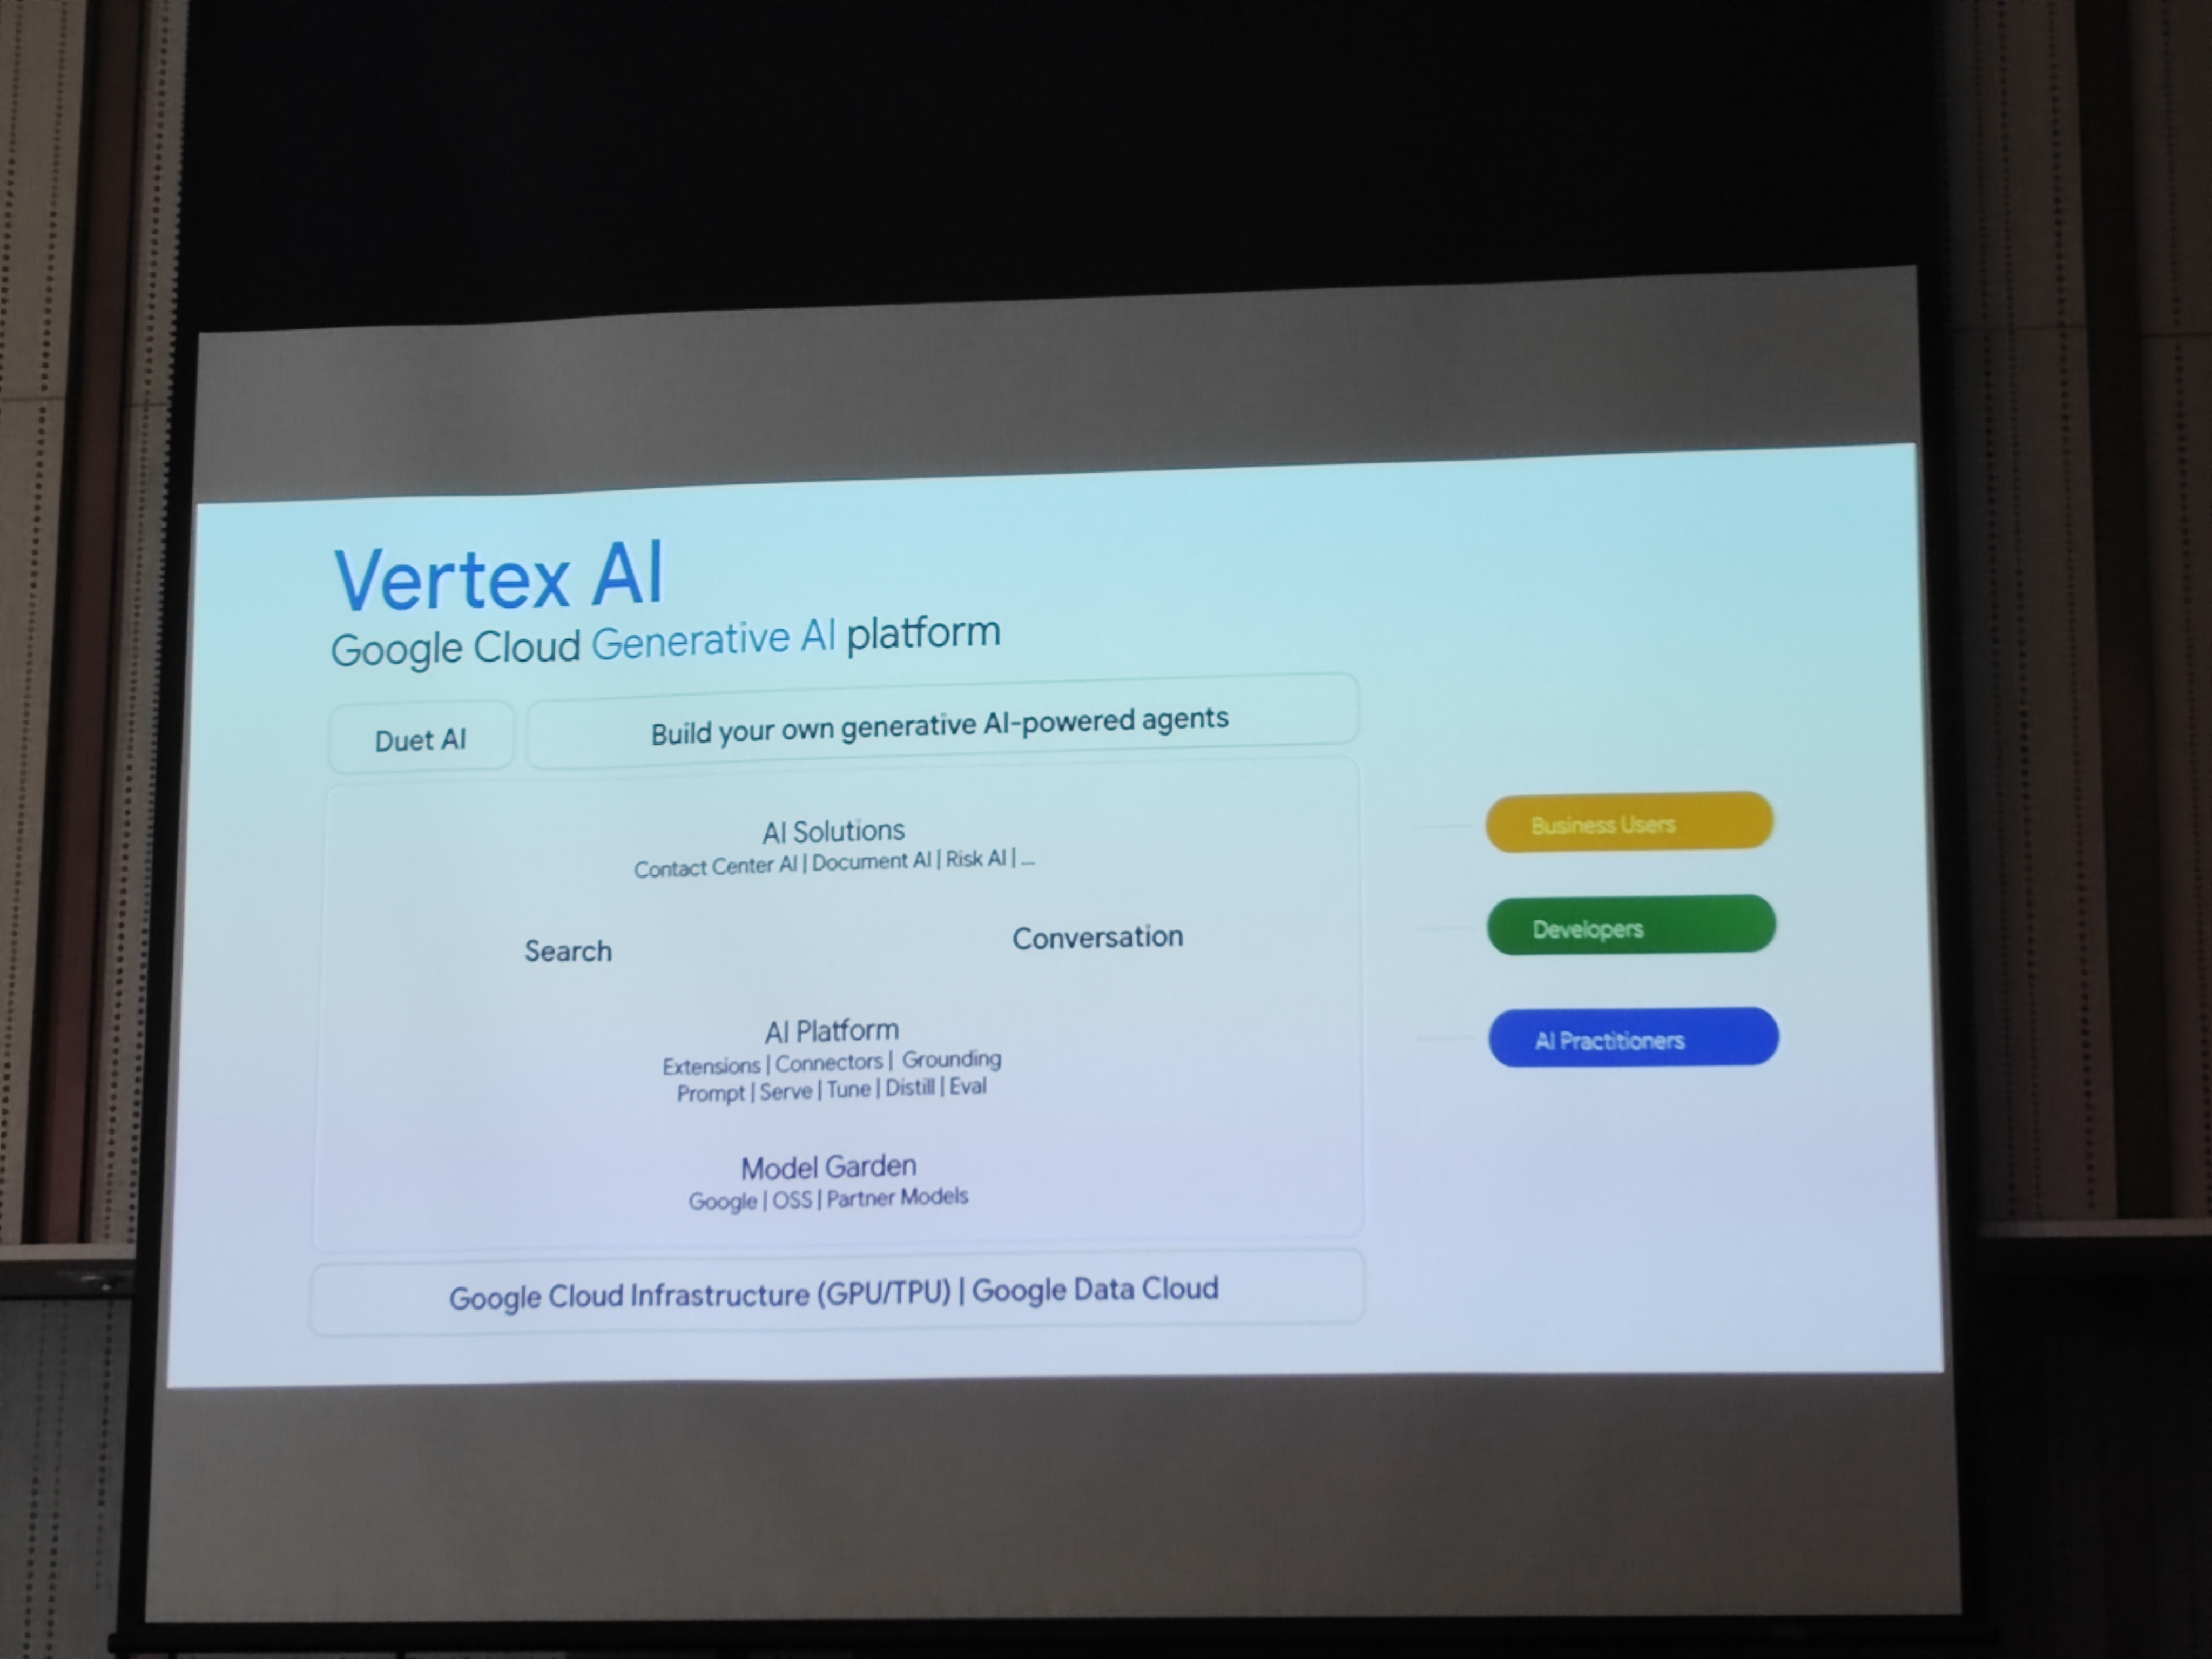 Vertex AI
Google Cloud Generative AI platform
Duet AI
Build your own generative AI-powered agents
AI Solutions
Contact Center AI | Document AI | Risk AI | ...
Search
Conversation
AI Platform
Extensions | Connectors | Grounding
Prompt | Serve | Tune | Distill | Eval
Model Garden
Google | OSS | Partner Models
Google Cloud Infrastructure (GPU/TPU) | Google Data Cloud
Business Users
Developers
AI Practitioners